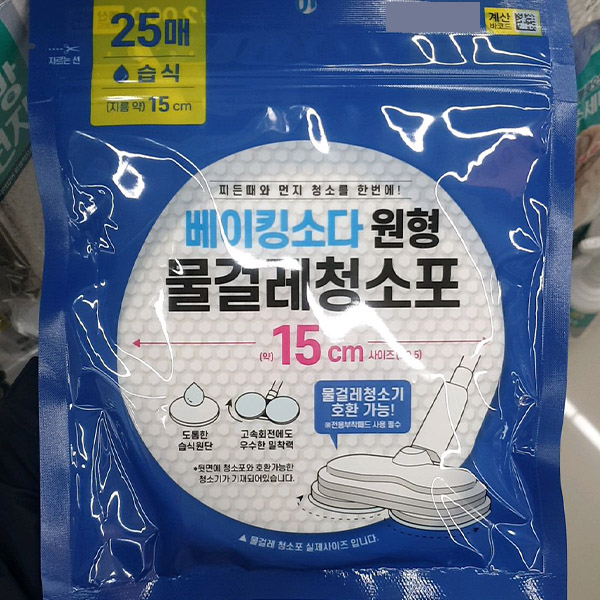 25매
습식
(지름 약) 15 cm
자르는 선
계산
바코드
찌든때와 먼지 청소를 한번에!
베이킹소다 원형
물걸레청소포
(약) 15 cm 사이즈
물걸레청소기
호환 가능!
※전용부착패드 사용 필수
도톰한
습식원단
고속회전에도
우수한 밀착력
*뒷면에 청소포와 호환가능한
청소기가 기재되어있습니다.
▲ 물걸레 청소포 실제사이즈 입니다.